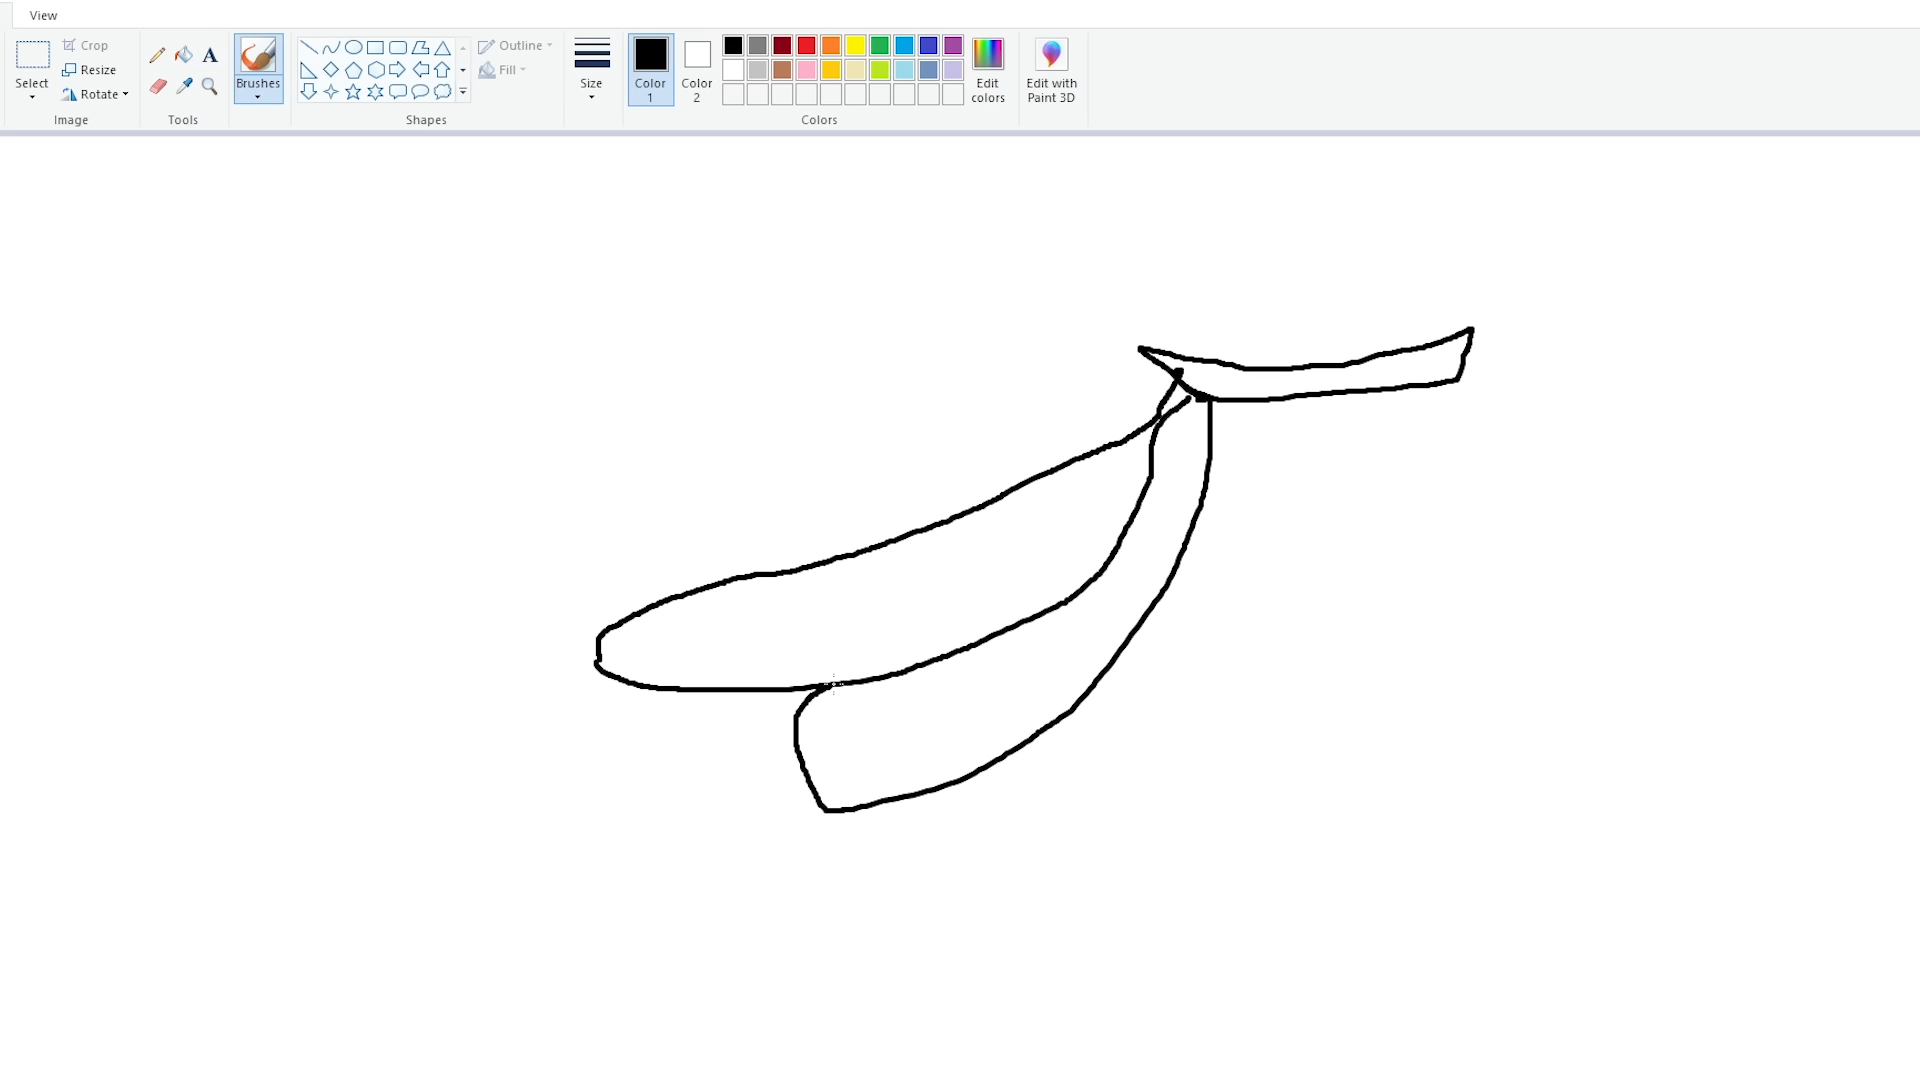 View
Crop
Resize
Rotate
Select
Image
A
Tools
Brushes
Outline
Fill
Shapes
Size
Color
1
Color
2
Edit
colors
Colors
Edit with
Paint 3D